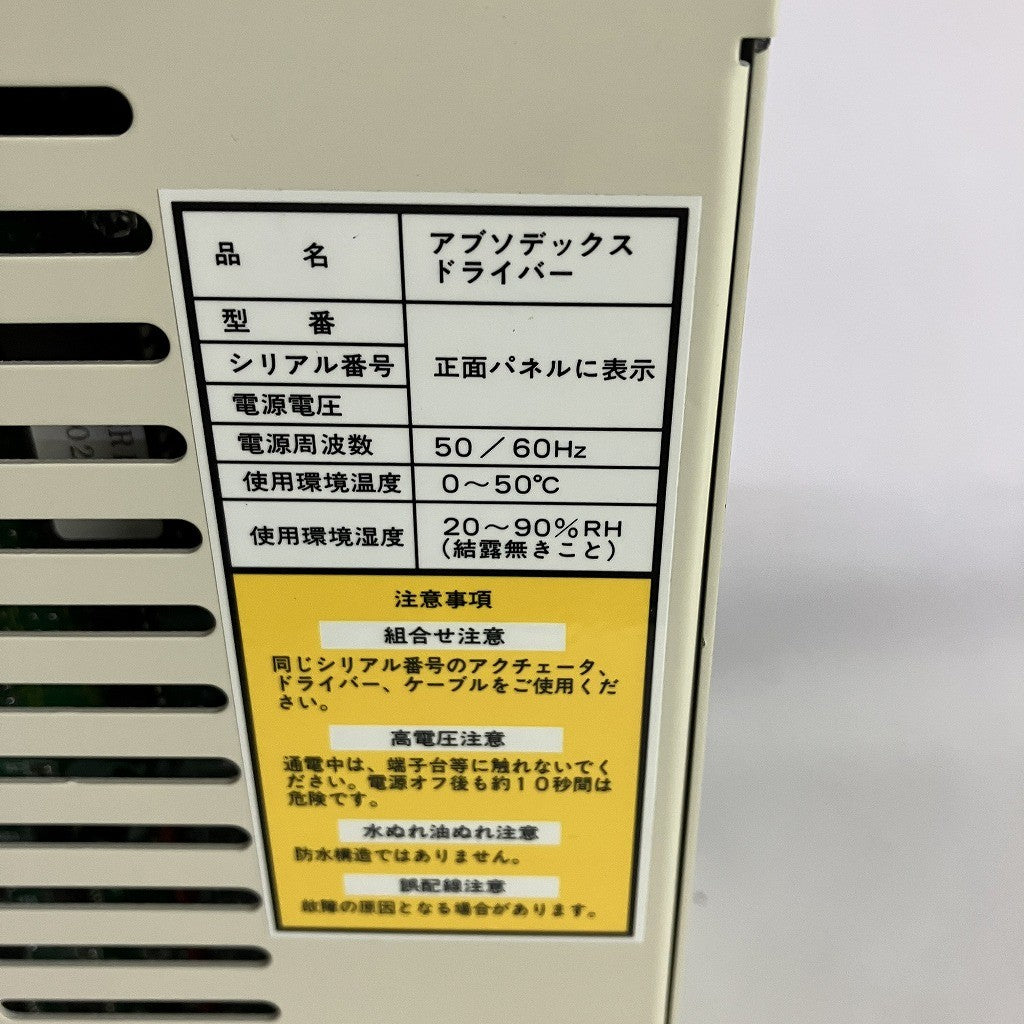 品名 アブソデックス
ドライバー
型番
シリアル番号 正面パネルに表示
電源電圧
電源周波数 50／60Hz
使用環境温度 0～50℃
使用環境湿度 20～90%RH
（結露無きこと）
注意事項
組合せ注意
同じシリアル番号のアクチェータ、
ドライバー、ケーブルをご使用くだ
さい。
高電圧注意
通電中は、端子台等に触れないでく
ださい。電源オフ後も約10秒間は
危険です。
水ぬれ油ぬれ注意
防水構造ではありません。
誤配線注意
故障の原因となる場合があります。